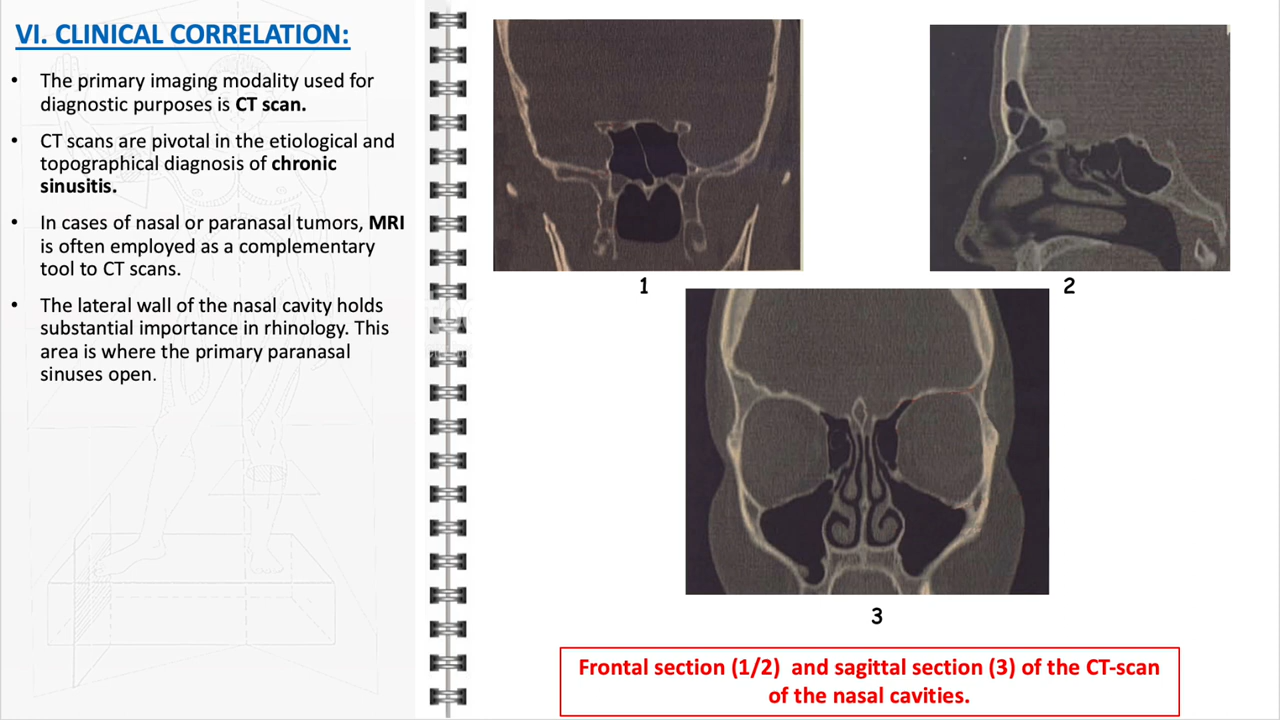 VI. CLINICAL CORRELATION:
• The primary imaging modality used for
diagnostic purposes is CT scan.
• CT scans are pivotal in the etiological and
topographical diagnosis of chronic
sinusitis.
• In cases of nasal or paranasal tumors, MRI
is often employed as a complementary
tool to CT scans.
• The lateral wall of the nasal cavity holds
substantial importance in rhinology. This
area is where the primary paranasal
sinuses open.
1
2
3
Frontal section (1/2) and sagittal section (3) of the CT-scan
of the nasal cavities.